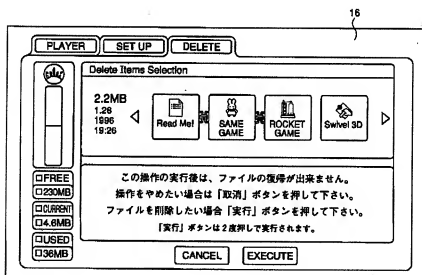 16
PLAYER SET UP DELETE
Delete Items Selection
2.2MB
1.28
1996
19:26
Read Me!
SAME
GAME
ROCKET
GAME
Swivel 3D
FREE
230MB
CURRENT
4.6MB
USED
36MB
この操作の実行後は、ファイルの復帰が出来ません。
操作をやめたい場合は「取消」ボタンを押して下さい。
ファイルを削除したい場合「実行」ボタンを押して下さい。
「実行」ボタンは2度押しで実行されます。
CANCEL EXECUTE